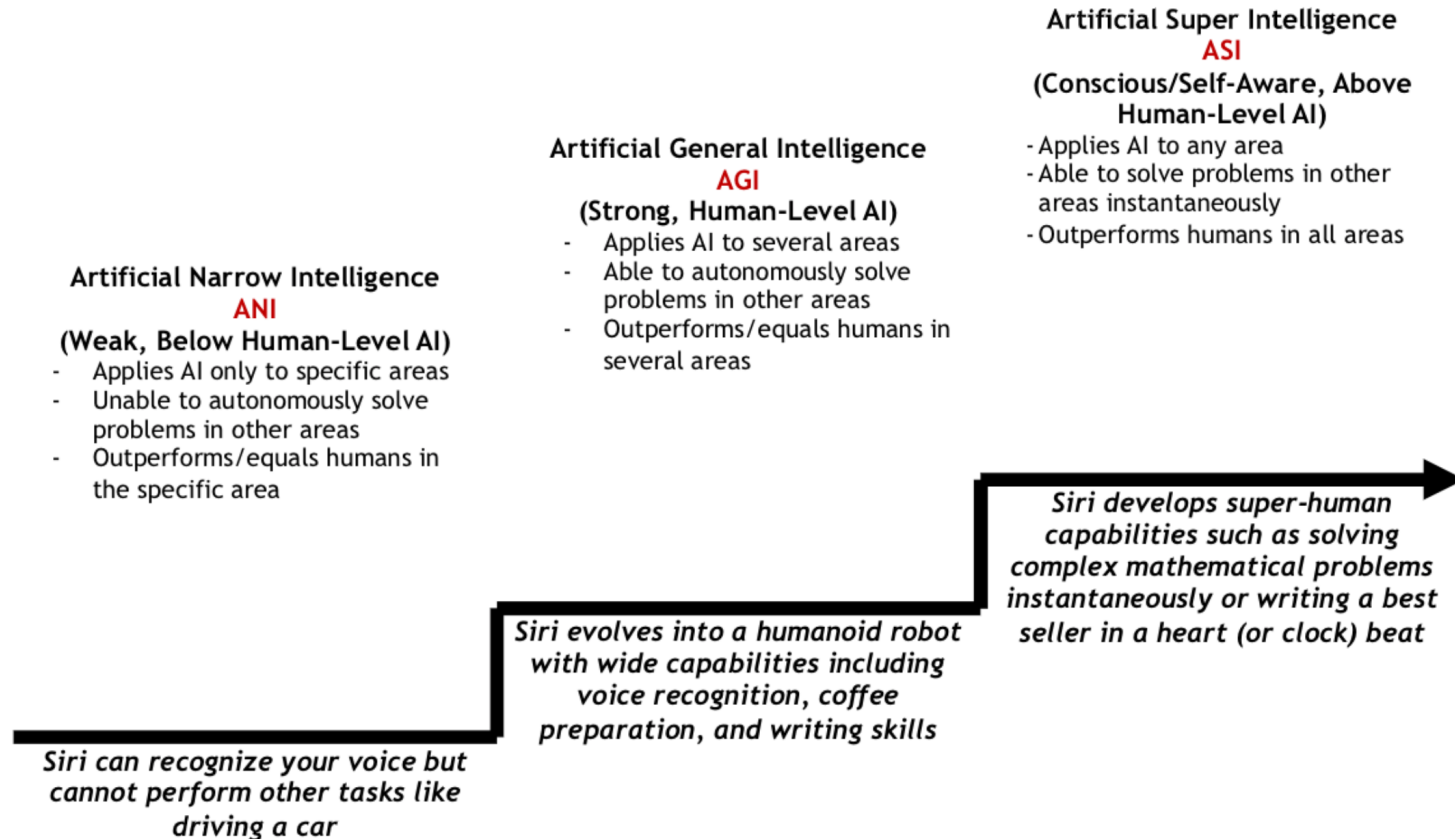 Artificial Narrow Intelligence
ANI
(Weak, Below Human-Level AI)
- Applies AI only to specific areas
- Unable to autonomously solve
problems in other areas
- Outperforms/equals humans in
the specific area
Siri can recognize your voice but
cannot perform other tasks like
driving a car
Artificial General Intelligence
AGI
(Strong, Human-Level AI)
- Applies AI to several areas
- Able to autonomously solve
problems in other areas
- Outperforms/equals humans in
several areas
Siri evolves into a humanoid robot
with wide capabilities including
voice recognition, coffee
preparation, and writing skills
Artificial Super Intelligence
ASI
(Conscious/Self-Aware, Above
Human-Level AI)
- Applies AI to any area
- Able to solve problems in other
areas instantaneously
- Outperforms humans in all areas
Siri develops super-human
capabilities such as solving
complex mathematical problems
instantaneously or writing a best
seller in a heart (or clock) beat